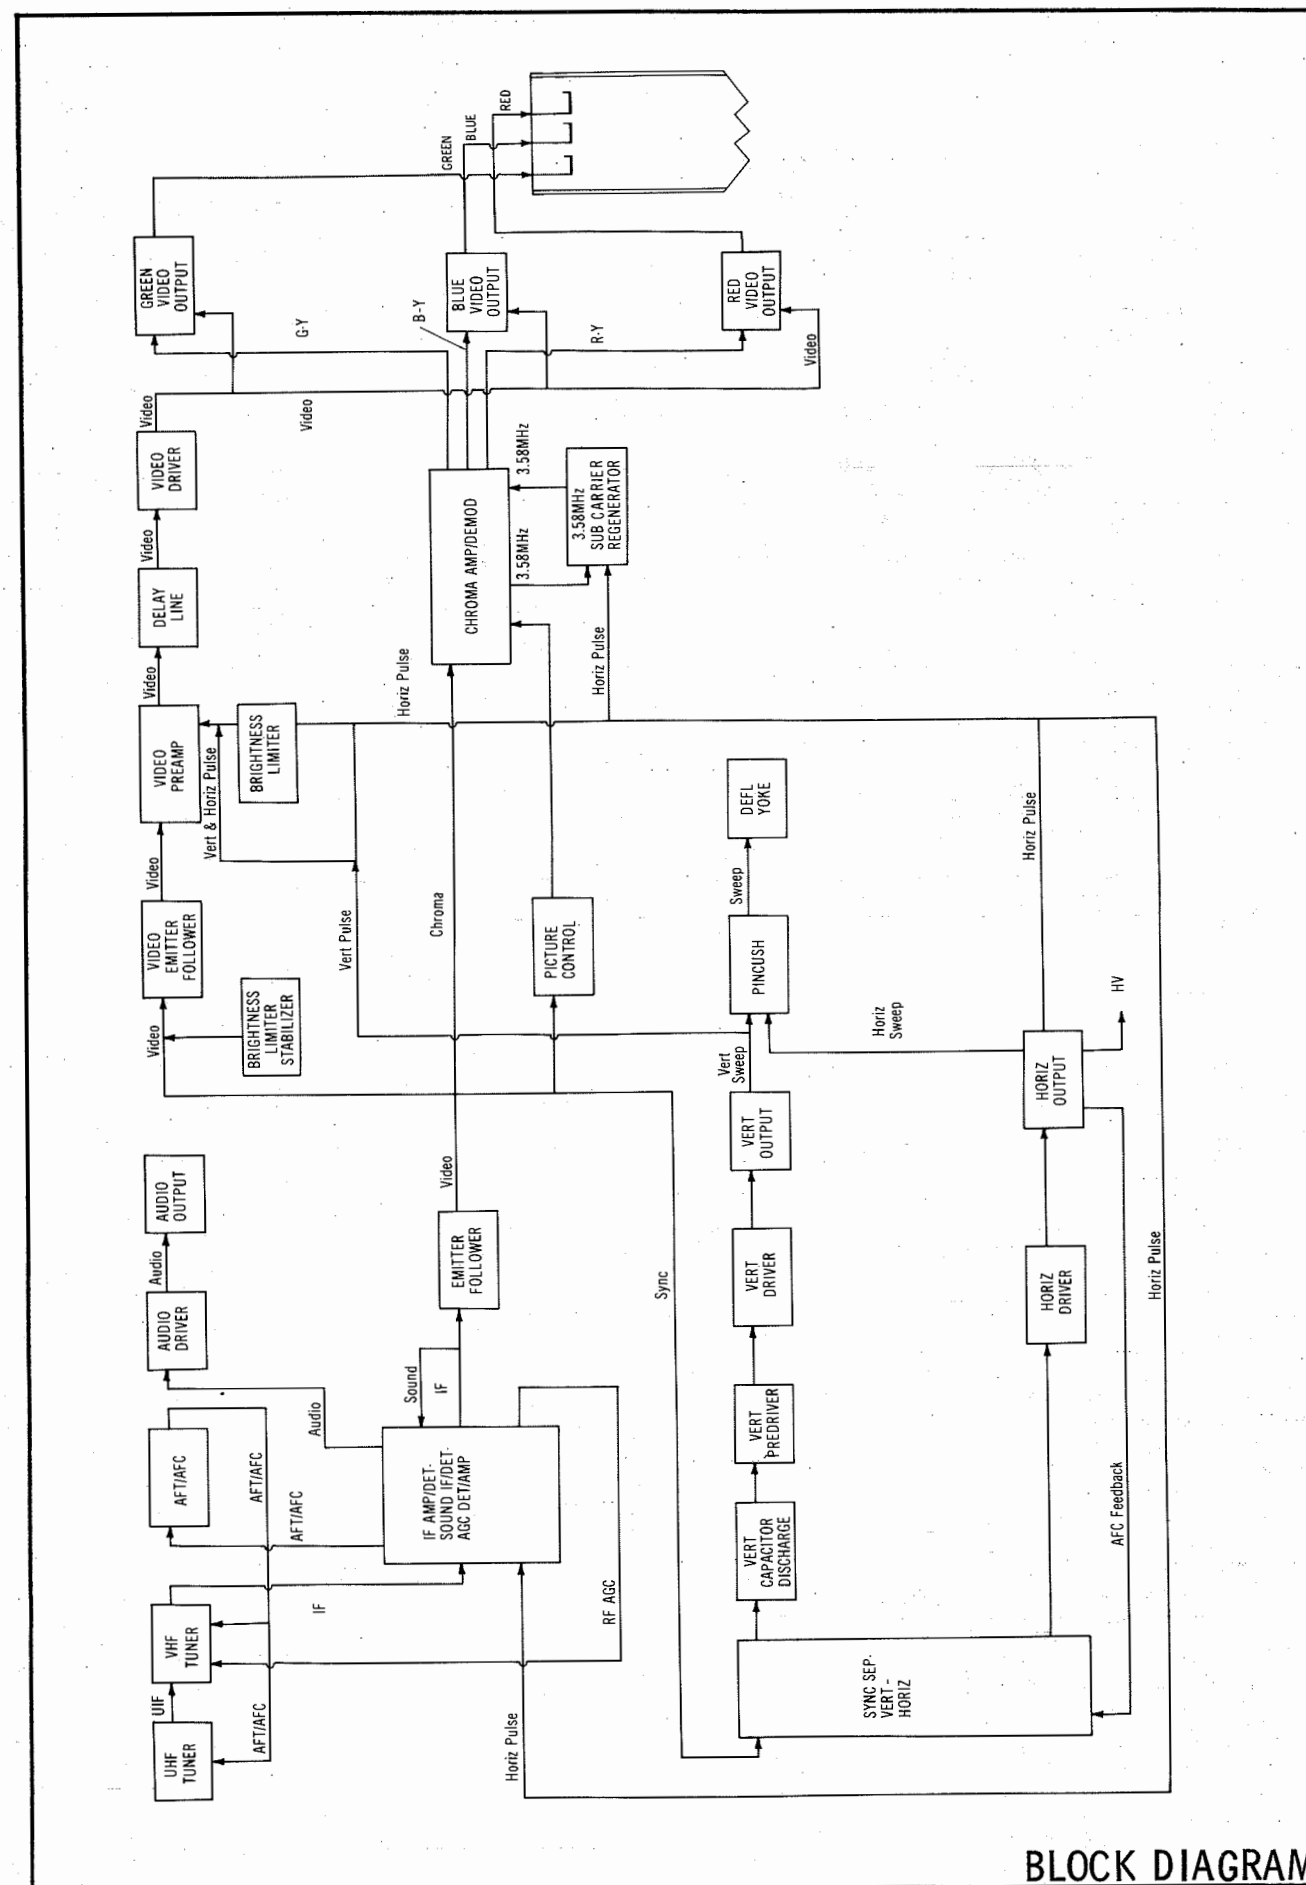 UHF
TUNER
UIF
VHF
TUNER
AFT/AFC
AFT/AFC
AFT/AFC
AFT/AFC
IF
RF AGC
Horiz Pulse
IF AMP/DET-
SOUND IF/DET-
AGC DET/AMP
Audio
Sound
IF
AUDIO
DRIVER
Audio
AUDIO
OUTPUT
EMITTER
FOLLOWER
Video
Sync
Video
BRIGHTNESS
LIMITER
STABILIZER
VIDEO
EMITTER
FOLLOWER
Video
Vert Pulse
Vert & Horiz Pulse
VIDEO
PREAMP
BRIGHTNESS
LIMITER
Video
DELAY
LINE
Video
VIDEO
DRIVER
Video
Video
Horiz Pulse
Chroma
PICTURE
CONTROL
CHROMA AMP/DEMOD
3.58MHz
3.58MHz
3.58MHz
SUB CARRIER
REGENERATOR
Horiz Pulse
G-Y
B-Y
R-Y
Video
GREEN
VIDEO
OUTPUT
BLUE
VIDEO
OUTPUT
RED
VIDEO
OUTPUT
GREEN
BLUE
RED
SYNC SEP.
VERT -
HORIZ
VERT
CAPACITOR
DISCHARGE
VERT
PREDRIVER
VERT
DRIVER
VERT
OUTPUT
Vert
Sweep
PINCUSH
Sweep
DEFL
YOKE
Horiz
Sweep
HORIZ
DRIVER
HORIZ
OUTPUT
HV
Horiz Pulse
AFC Feedback
Horiz Pulse
BLOCK DIAGRAM